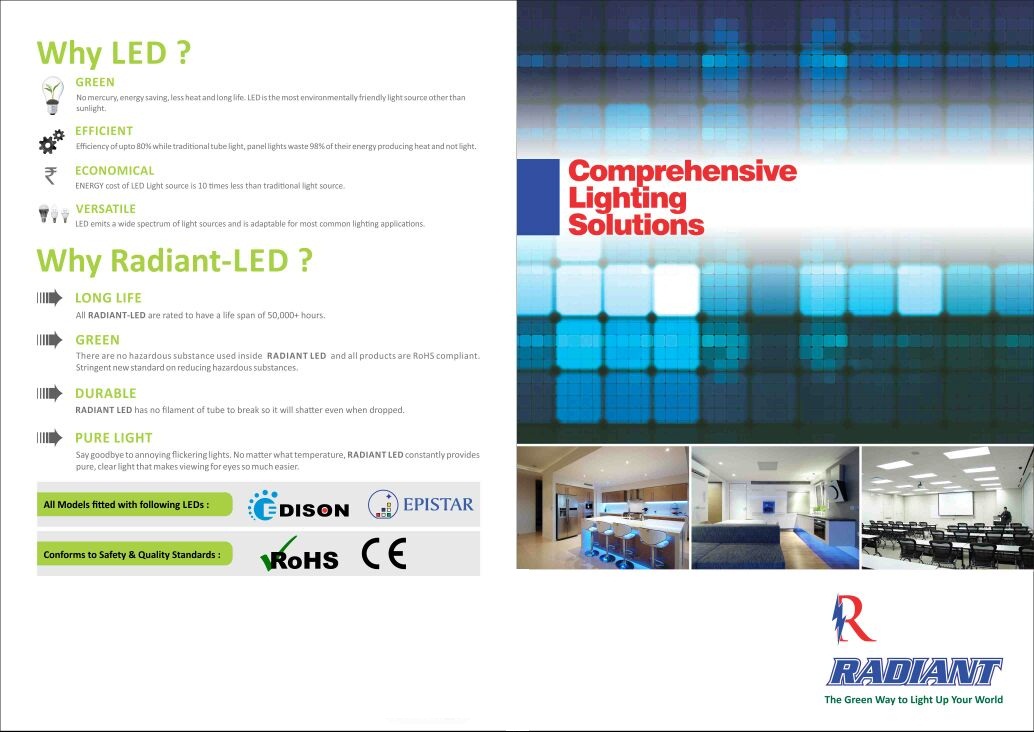 Why LED ?
GREEN
No mercury, energy saving, less heat and long life. LED is the most environmentally friendly light source other than
sunlight.
EFFICIENT
Efficiency of upto 80% while traditional tube light, panel lights waste 98% of their energy producing heat and not light.
₹
ECONOMICAL
ENERGY cost of LED Light source is 10 times less than traditional light source.
VERSATILE
LED emits a wide spectrum of light sources and is adaptable for most common lighting applications.
Why Radiant-LED ?
LONG LIFE
All RADIANT-LED are rated to have a life span of 50,000+ hours.
GREEN
There are no hazardous substance used inside RADIANT LED and all products are RoHS compliant.
Stringent new standard on reducing hazardous substances.
DURABLE
RADIANT LED has no filament of tube to break so it will shatter even when dropped.
PURE LIGHT
Say goodbye to annoying flickering lights. No matter what temperature, RADIANT LED constantly provides
pure, clear light that makes viewing for eyes so much easier.
All Models fitted with following LEDs : EDISON EPISTAR
Conforms to Safety & Quality Standards : RoHS CE
Comprehensive
Lighting
Solutions
R
RADIANT
The Green Way to Light Up Your World